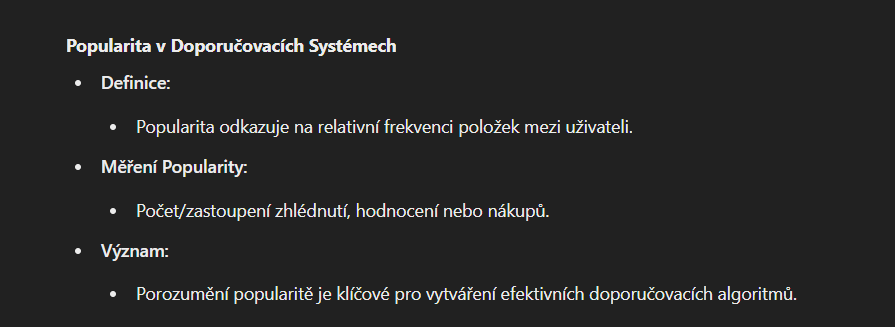 Popularita v Doporučovacích Systémech
Definice:
Popularita odkazuje na relativní frekvenci položek mezi uživateli.
Měření Popularity:
Počet/zastoupení zhlédnutí, hodnocení nebo nákupů.
Význam:
Porozumění popularitě je klíčové pro vytváření efektivních doporučovacích algoritmů.